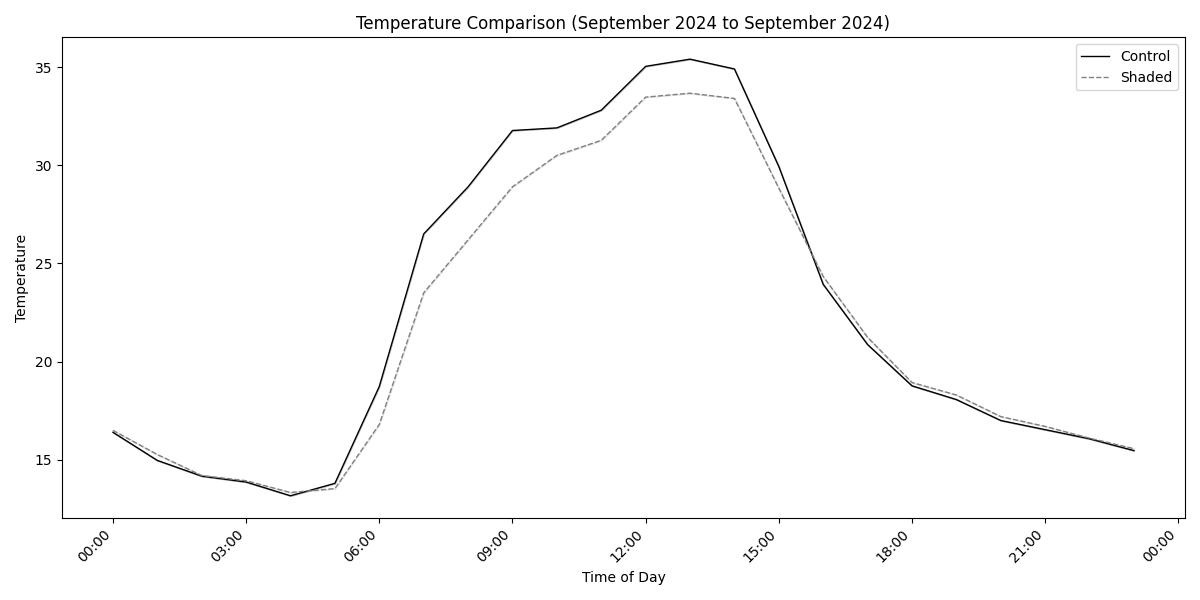 Temperature Comparison (September 2024 to September 2024)
Control
Shaded
35
30
25
20
15
Temperature
00:00
03:00
06:00
09:00
12:00
15:00
18:00
21:00
00:00
Time of Day